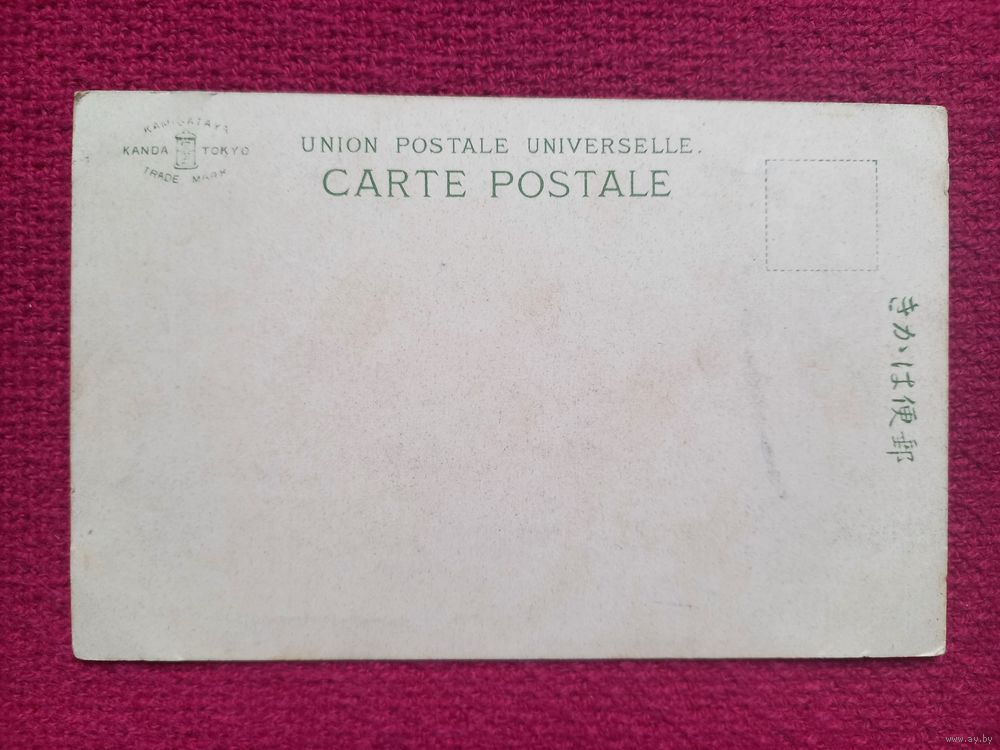 KAMIGATAYA
KANDA TOKYO
TRADE MARK
UNION POSTALE UNIVERSELLE.
CARTE POSTALE
郵便はかき
www.ay.by